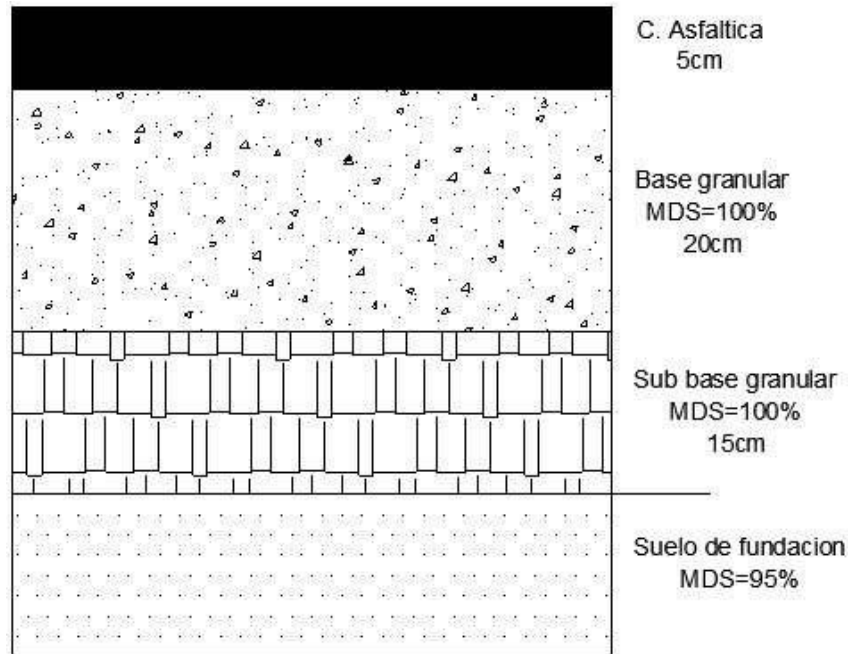 C. Asfaltica
5cm
Base granular
MDS=100%
20cm
Sub base granular
MDS=100%
15cm
Suelo de fundacion
MDS=95%